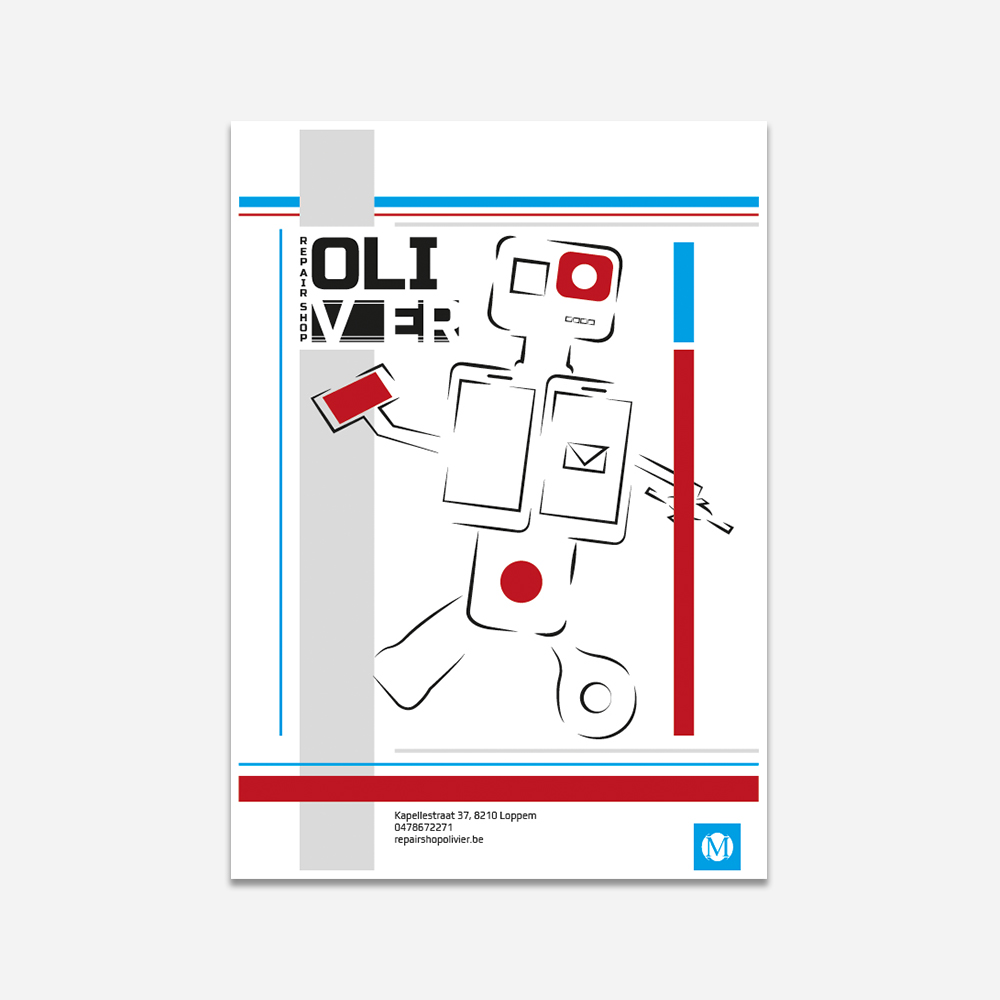 REPAIR SHOP
OLI
VER
Kapellestraat 37, 8210 Loppem
0478672271
repairshopolivier.be
M